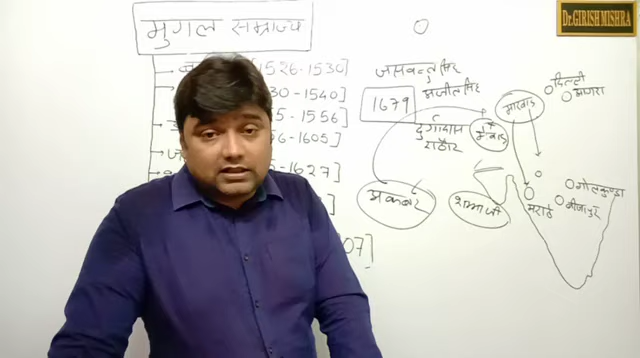 Dr.GIRISH MISHRA
मुगल साम्राज्य
[1526-1530]
30-1540]
5-1556]
6-1605]
-1627]
]
07]
जसवन्त सिंह
अजीत सिंह
1679
दुर्गादास
राठौर
मेवाड़
मारवाड़
दिल्ली
आगरा
अकबर
शम्भाजी
मराठे
गोलकुण्डा
बीजापुर